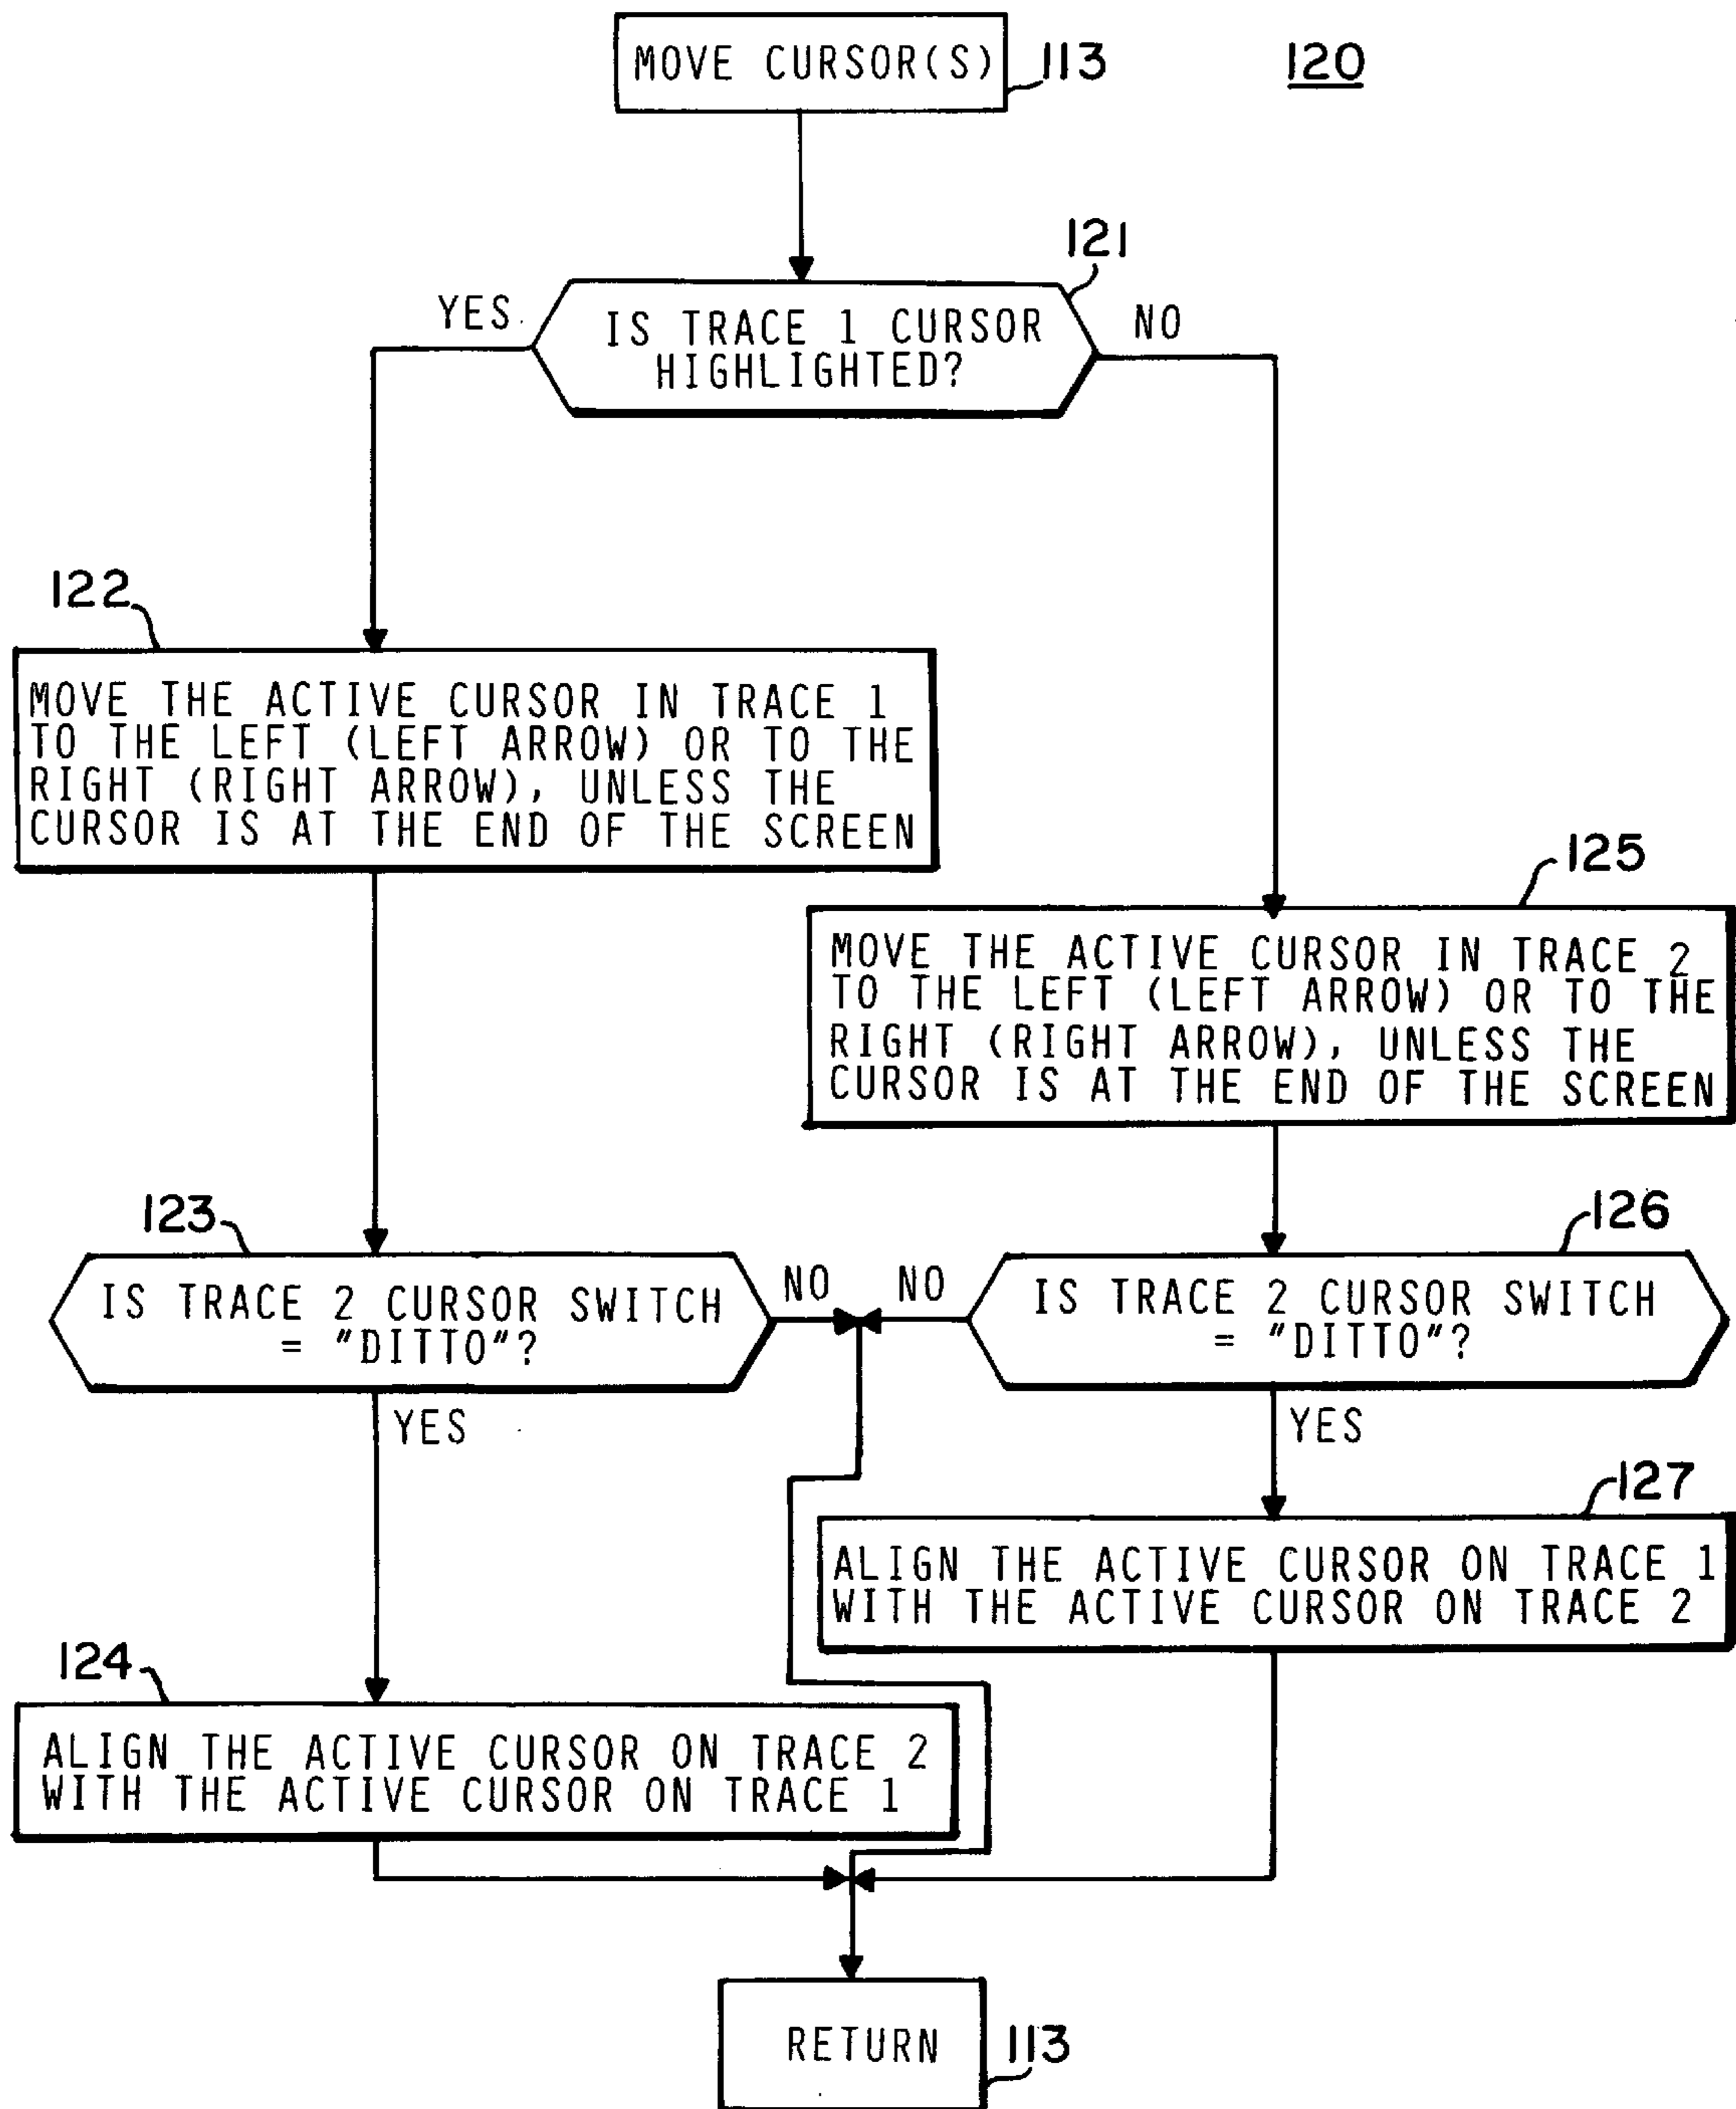 MOVE CURSOR(S)
113
120
121
YES
IS TRACE 1 CURSOR
HIGHLIGHTED?
NO
122
MOVE THE ACTIVE CURSOR IN TRACE 1
TO THE LEFT (LEFT ARROW) OR TO THE
RIGHT (RIGHT ARROW), UNLESS THE
CURSOR IS AT THE END OF THE SCREEN
125
MOVE THE ACTIVE CURSOR IN TRACE 2
TO THE LEFT (LEFT ARROW) OR TO THE
RIGHT (RIGHT ARROW), UNLESS THE
CURSOR IS AT THE END OF THE SCREEN
123
IS TRACE 2 CURSOR SWITCH
= "DITTO"?
NO
YES
126
NO
IS TRACE 2 CURSOR SWITCH
= "DITTO"?
YES
127
ALIGN THE ACTIVE CURSOR ON TRACE 1
WITH THE ACTIVE CURSOR ON TRACE 2
124
ALIGN THE ACTIVE CURSOR ON TRACE 2
WITH THE ACTIVE CURSOR ON TRACE 1
RETURN
113